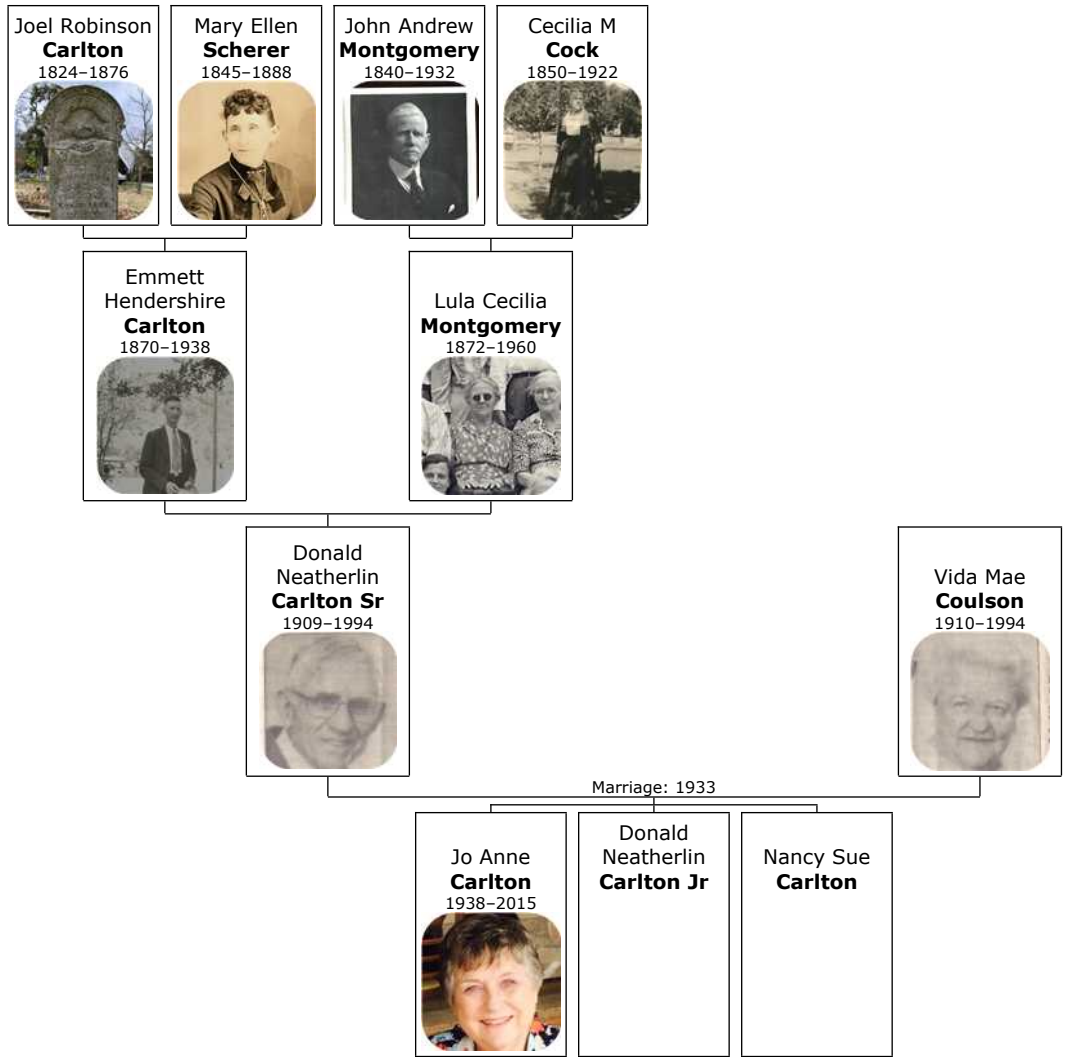 Joel Robinson
Carlton
1824–1876
Mary Ellen
Scherer
1845–1888
John Andrew
Montgomery
1840–1932
Cecilia M
Cock
1850–1922
Emmett
Hendershire
Carlton
1870–1938
Lula Cecilia
Montgomery
1872–1960
Donald
Neatherlin
Carlton Sr
1909–1994
Vida Mae
Coulson
1910–1994
Marriage: 1933
Jo Anne
Carlton
1938–2015
Donald
Neatherlin
Carlton Jr
Nancy Sue
Carlton